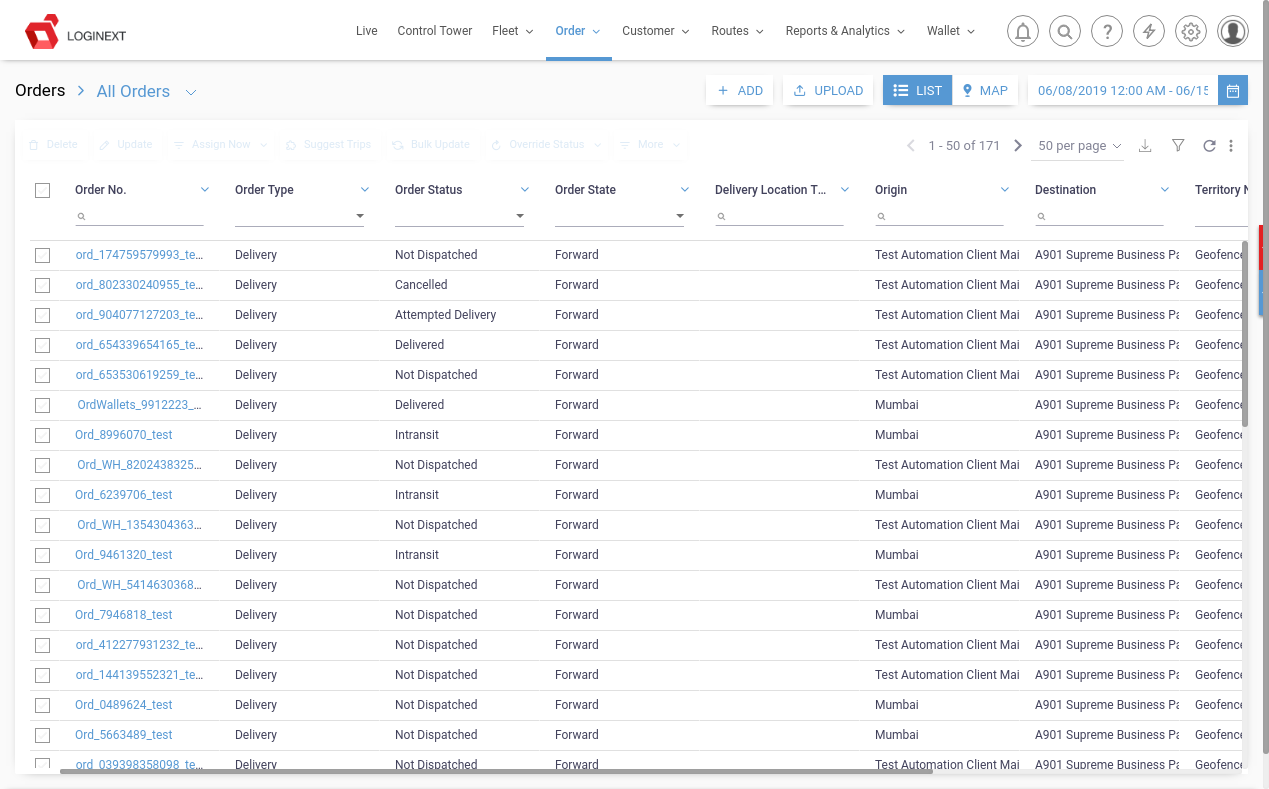 LOGINEXT Live Control Tower Fleet Order Customer Routes Reports & Analytics Wallet
Orders > All Orders + ADD UPLOAD LIST MAP 06/08/2019 12:00 AM - 06/15
Delete Update Assign Now Suggest Trips Bulk Update Override Status More 1 - 50 of 171 50 per page
Order No. Order Type Order Status Order State Delivery Location T... Origin Destination Territory N
ord_174759579993_te... Delivery Not Dispatched Forward Test Automation Client Mai A901 Supreme Business Pa Geofence
ord_802330240955_te... Delivery Cancelled Forward Test Automation Client Mai A901 Supreme Business Pa Geofence
ord_904077127203_te... Delivery Attempted Delivery Forward Test Automation Client Mai A901 Supreme Business Pa Geofence
ord_654339654165_te... Delivery Delivered Forward Test Automation Client Mai A901 Supreme Business Pa Geofence
ord_653530619259_te... Delivery Not Dispatched Forward Test Automation Client Mai A901 Supreme Business Pa Geofence
OrdWallets_9912223_... Delivery Delivered Forward Mumbai A901 Supreme Business Pa Geofence
Ord_8996070_test Delivery Intransit Forward Mumbai A901 Supreme Business Pa Geofence
Ord_WH_8202438325... Delivery Not Dispatched Forward Test Automation Client Mai A901 Supreme Business Pa Geofence
Ord_6239706_test Delivery Intransit Forward Mumbai A901 Supreme Business Pa Geofence
Ord_WH_1354304363... Delivery Not Dispatched Forward Test Automation Client Mai A901 Supreme Business Pa Geofence
Ord_9461320_test Delivery Intransit Forward Mumbai A901 Supreme Business Pa Geofence
Ord_WH_5414630368... Delivery Not Dispatched Forward Test Automation Client Mai A901 Supreme Business Pa Geofence
Ord_7946818_test Delivery Not Dispatched Forward Mumbai A901 Supreme Business Pa Geofence
ord_412277931232_te... Delivery Not Dispatched Forward Test Automation Client Mai A901 Supreme Business Pa Geofence
ord_144139552321_te... Delivery Not Dispatched Forward Test Automation Client Mai A901 Supreme Business Pa Geofence
Ord_0489624_test Delivery Not Dispatched Forward Mumbai A901 Supreme Business Pa Geofence
Ord_5663489_test Delivery Not Dispatched Forward Mumbai A901 Supreme Business Pa Geofence
ord_039398358098_te... Delivery Not Dispatched Forward Test Automation Client Mai A901 Supreme Business Pa Geofence